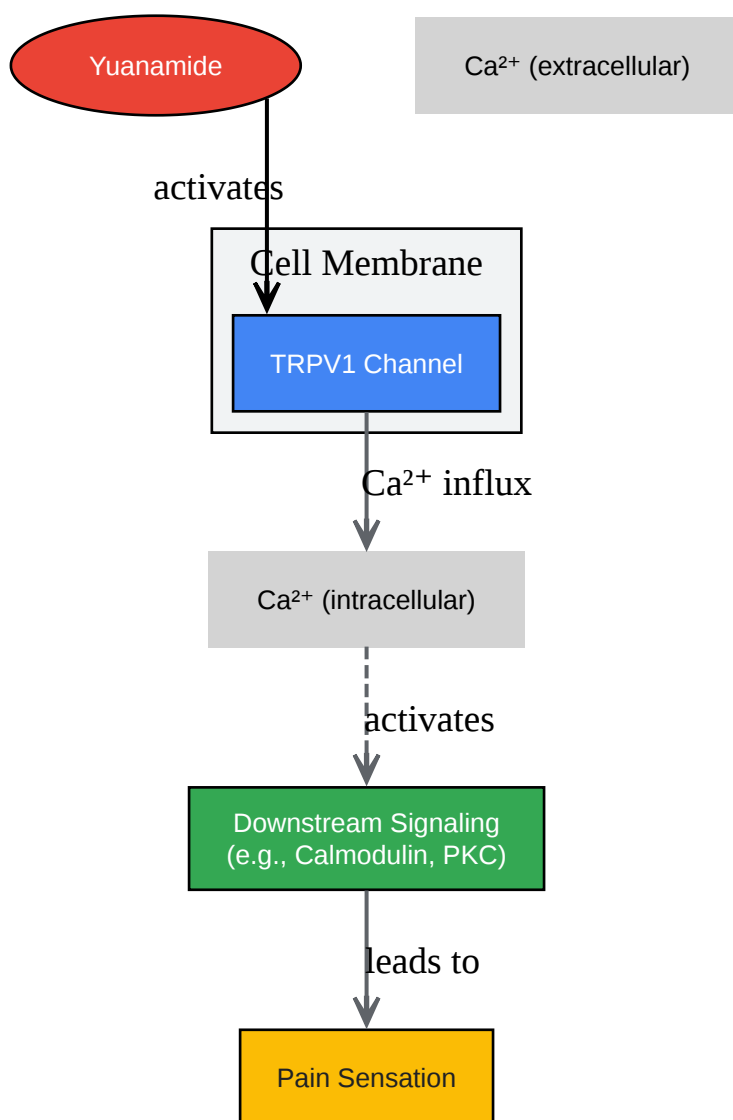 Yuanamide
Ca²⁺ (extracellular)
activates
Cell Membrane
TRPV1 Channel
Ca²⁺ influx
Ca²⁺ (intracellular)
activates
Downstream Signaling
(e.g., Calmodulin, PKC)
leads to
Pain Sensation